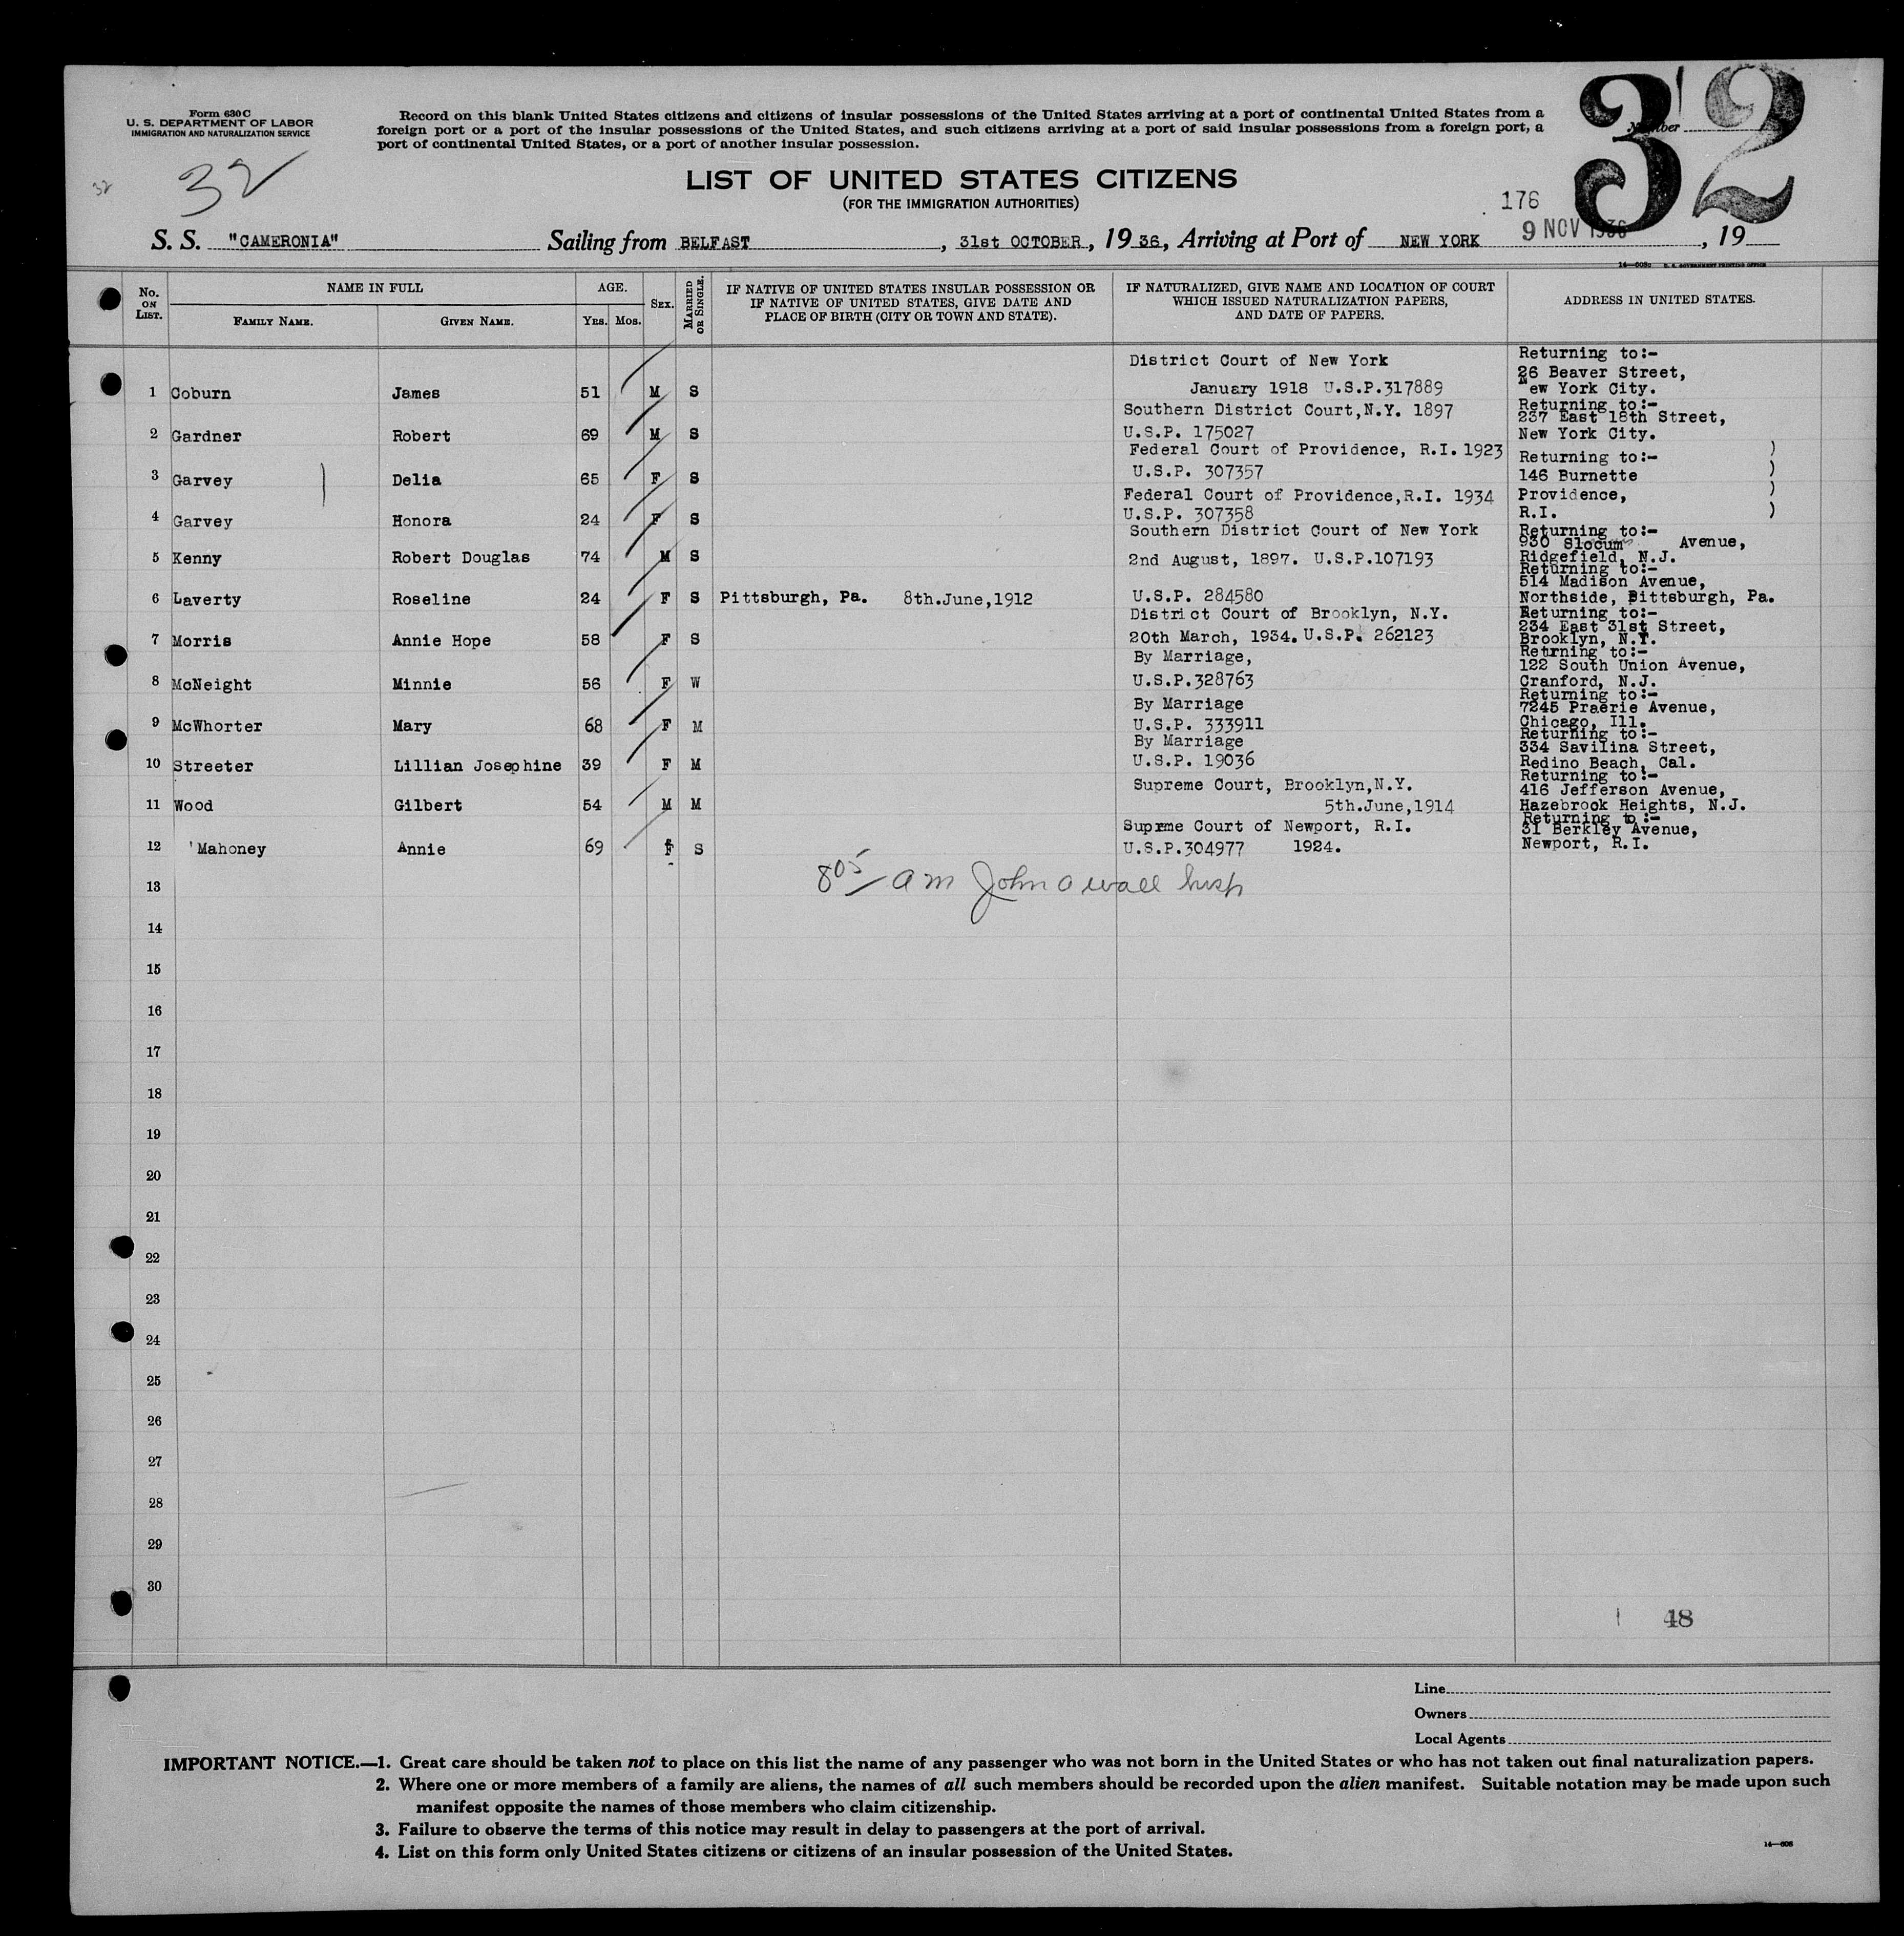 Form 630 C
U. S. DEPARTMENT OF LABOR
IMMIGRATION AND NATURALIZATION SERVICE
Record on this blank United States citizens and citizens of insular possessions of the United States arriving at a port of continental United States from a
foreign port or a port of the insular possessions of the United States, and such citizens arriving at a port of said insular possessions from a foreign port, a
port of continental United States, or a port of another insular possession.
32
32
32
Number
LIST OF UNITED STATES CITIZENS
(FOR THE IMMIGRATION AUTHORITIES)
176
S. S. "CAMERONIA" Sailing from BELFAST, 31st OCTOBER, 1936, Arriving at Port of NEW YORK 9 NOV 1936, 19
No. ON LIST.
NAME IN FULL
FAMILY NAME.
GIVEN NAME.
AGE.
YRS. MOS.
SEX.
MARRIED OR SINGLE.
IF NATIVE OF UNITED STATES INSULAR POSSESSION OR
IF NATIVE OF UNITED STATES, GIVE DATE AND
PLACE OF BIRTH (CITY OR TOWN AND STATE).
IF NATURALIZED, GIVE NAME AND LOCATION OF COURT
WHICH ISSUED NATURALIZATION PAPERS,
AND DATE OF PAPERS.
ADDRESS IN UNITED STATES.
District Court of New York Returning to:-
26 Beaver Street,
1 Coburn James 51 M S January 1918 U.S.P.317889 New York City.
Southern District Court,N.Y. 1897 Returning to:-
237 East 18th Street,
2 Gardner Robert 69 M S U.S.P. 175027 New York City.
Federal Court of Providence, R.I. 1923 Returning to:- )
3 Garvey ) Delia 65 F S U.S.P. 307357 146 Burnette )
Federal Court of Providence,R.I. 1934 Providence, )
4 Garvey Honora 24 F S U.S.P. 307358 R.I. )
Southern District Court of New York Returning to:-
930 Slocum Avenue,
5 Kenny Robert Douglas 74 M S 2nd August, 1897. U.S.P.107193 Ridgefield, N.J.
Returning to:-
514 Madison Avenue,
6 Laverty Roseline 24 F S Pittsburgh, Pa. 8th.June,1912 U.S.P. 284580 Northside, Pittsburgh, Pa.
District Court of Brooklyn, N.Y. Returning to:-
234 East 31st Street,
7 Morris Annie Hope 58 F S 20th March, 1934. U.S.P. 262123 Brooklyn, N.Y.
By Marriage, Retrning to:-
122 South Union Avenue,
8 McNeight Minnie 56 F W U.S.P.328763 Cranford, N.J.
By Marriage Returning to:-
7245 Praerie Avenue,
9 McWhorter Mary 68 F M U.S.P. 333911 Chicago, Ill.
By Marriage Returning to:-
334 Savilina Street,
10 Streeter Lillian Josephine 39 F M U.S.P. 19036 Redino Beach, Cal.
Supreme Court, Brooklyn,N.Y. Returning to:-
416 Jefferson Avenue,
11 Wood Gilbert 54 M M 5th.June,1914 Hazebrook Heights, N.J.
Suprme Court of Newport, R.I. Returning to :-
31 Berkley Avenue,
12 'Mahoney Annie 69 F S U.S.P.304977 1924. Newport, R.I.
13 805 am John a wall Insp
14
15
16
17
18
19
20
21
22
23
24
25
26
27
28
29
30
48
Line
Owners
Local Agents
IMPORTANT NOTICE.—1. Great care should be taken not to place on this list the name of any passenger who was not born in the United States or who has not taken out final naturalization papers.
2. Where one or more members of a family are aliens, the names of all such members should be recorded upon the alien manifest. Suitable notation may be made upon such
manifest opposite the names of those members who claim citizenship.
3. Failure to observe the terms of this notice may result in delay to passengers at the port of arrival.
4. List on this form only United States citizens or citizens of an insular possession of the United States.
14—608